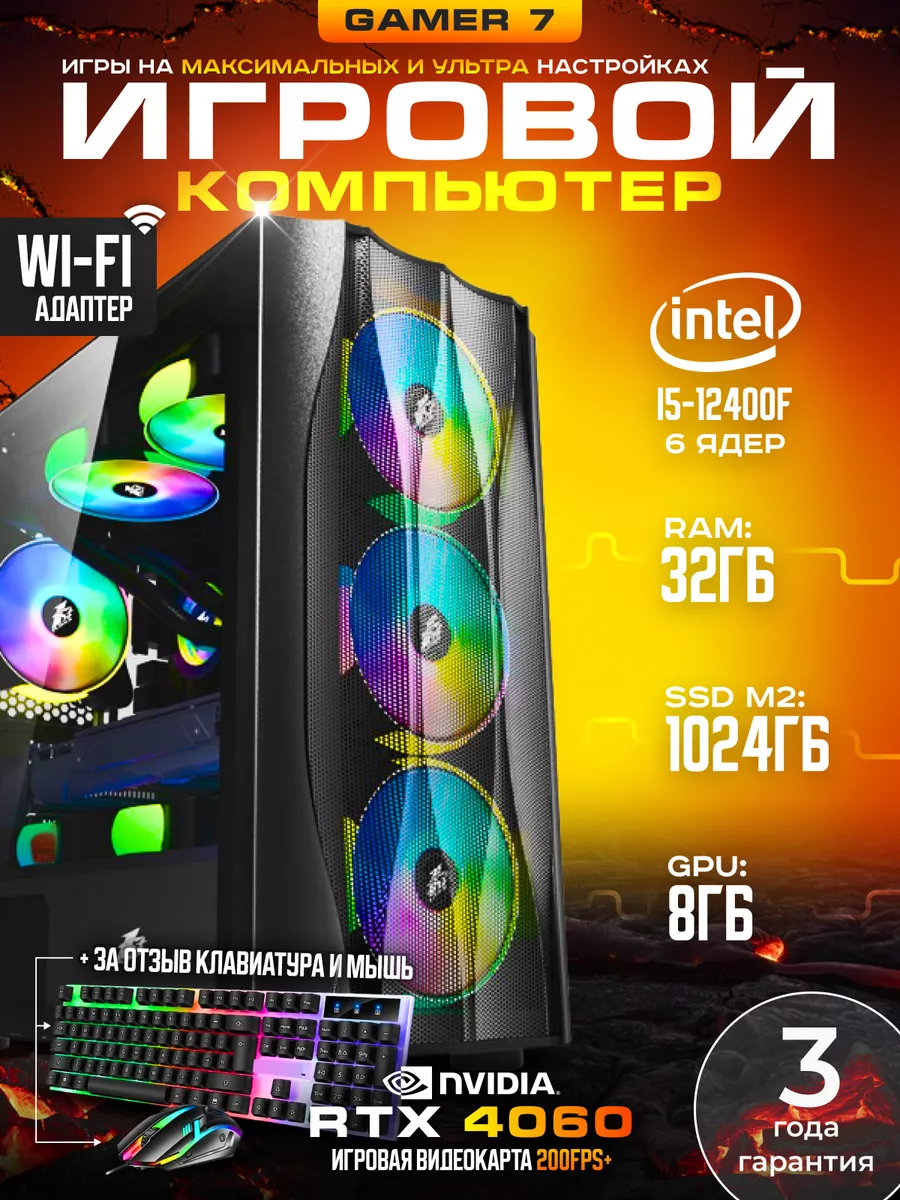 GAMER 7
ИГРЫ НА МАКСИМАЛЬНЫХ И УЛЬТРА НАСТРОЙКАХ
ИГРОВОЙ
КОМПЬЮТЕР
WI-FI
АДАПТЕР
intel
I5-12400F
6 ЯДЕР
RAM:
32ГБ
SSD M2:
1024ГБ
GPU:
8ГБ
+ ЗА ОТЗЫВ КЛАВИАТУРА И МЫШЬ
NVIDIA.
RTX 4060
ИГРОВАЯ ВИДЕОКАРТА 200FPS+
3
года
гарантия